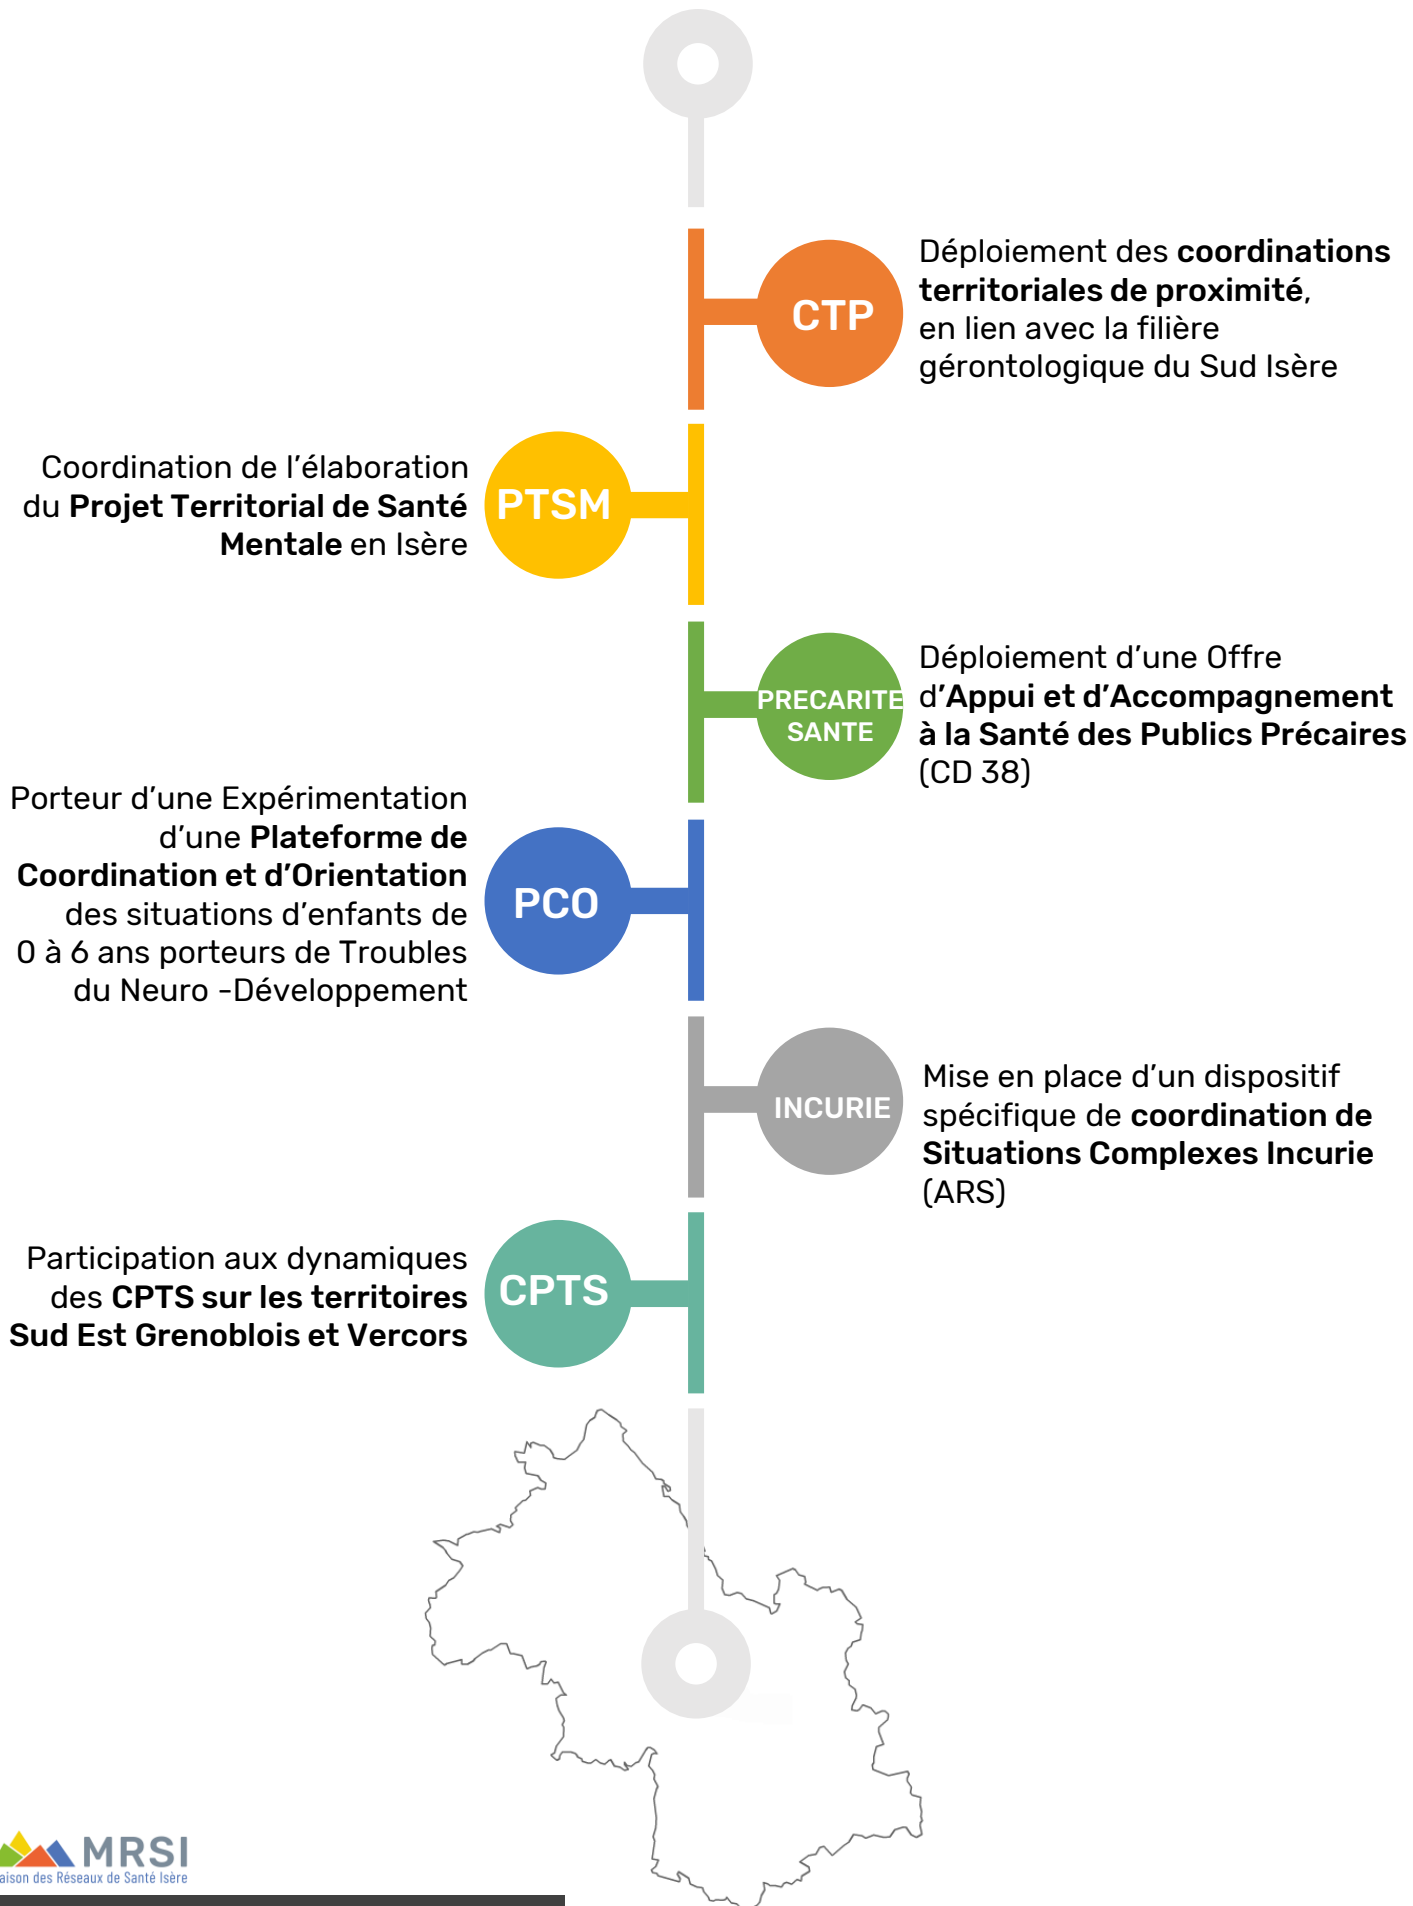 CTP
Déploiement des coordinations
territoriales de proximité,
en lien avec la filière
gérontologique du Sud Isère
Coordination de l’élaboration
du Projet Territorial de Santé
Mentale en Isère
PTSM
PRECARITE
SANTE
Déploiement d’une Offre
d’Appui et d’Accompagnement
à la Santé des Publics Précaires
(CD 38)
Porteur d’une Expérimentation
d’une Plateforme de
Coordination et d’Orientation
des situations d’enfants de
0 à 6 ans porteurs de Troubles
du Neuro -Développement
PCO
INCURIE
Mise en place d’un dispositif
spécifique de coordination de
Situations Complexes Incurie
(ARS)
Participation aux dynamiques
des CPTS sur les territoires
Sud Est Grenoblois et Vercors
CPTS
MRSI
aison des Réseaux de Santé Isère